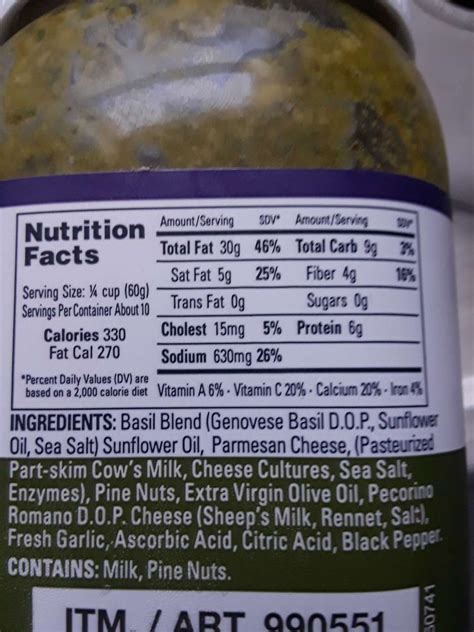 Nutrition Facts
Serving Size: ¼ cup (60g)
Servings Per Container About 10
Calories 330
Fat Cal 270
*Percent Daily Values (DV) are
based on a 2,000 calorie diet
Amount/Serving %DV* Amount/Serving %DV*
Total Fat 30g 46% Total Carb 9g 3%
Sat Fat 5g 25% Fiber 4g 16%
Trans Fat 0g Sugars 0g
Cholest 15mg 5% Protein 6g
Sodium 630mg 26%
Vitamin A 6% · Vitamin C 20% · Calcium 20% · Iron 4%
INGREDIENTS: Basil Blend (Genovese Basil D.O.P., Sunflower
Oil, Sea Salt) Sunflower Oil, Parmesan Cheese, (Pasteurized
Part-skim Cow's Milk, Cheese Cultures, Sea Salt,
Enzymes), Pine Nuts, Extra Virgin Olive Oil, Pecorino
Romano D.O.P. Cheese (Sheep's Milk, Rennet, Salt),
Fresh Garlic, Ascorbic Acid, Citric Acid, Black Pepper.
CONTAINS: Milk, Pine Nuts.
ITM. / ART. 990551